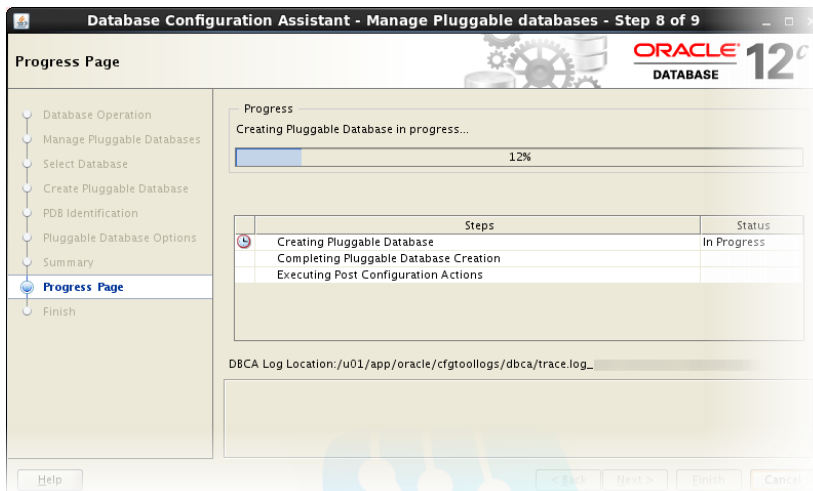 Database Configuration Assistant - Manage Pluggable databases - Step 8 of 9
Progress Page
ORACLE
DATABASE
12c
Database Operation
Manage Pluggable Databases
Select Database
Create Pluggable Database
PDB Identification
Pluggable Database Options
Summary
Progress Page
Finish
Progress
Creating Pluggable Database in progress...
12%
Steps Status
Creating Pluggable Database In Progress
Completing Pluggable Database Creation
Executing Post Configuration Actions
DBCA Log Location:/u01/app/oracle/cfgtoollogs/dbca/trace.log_
Help < Back Next > Finish Cancel